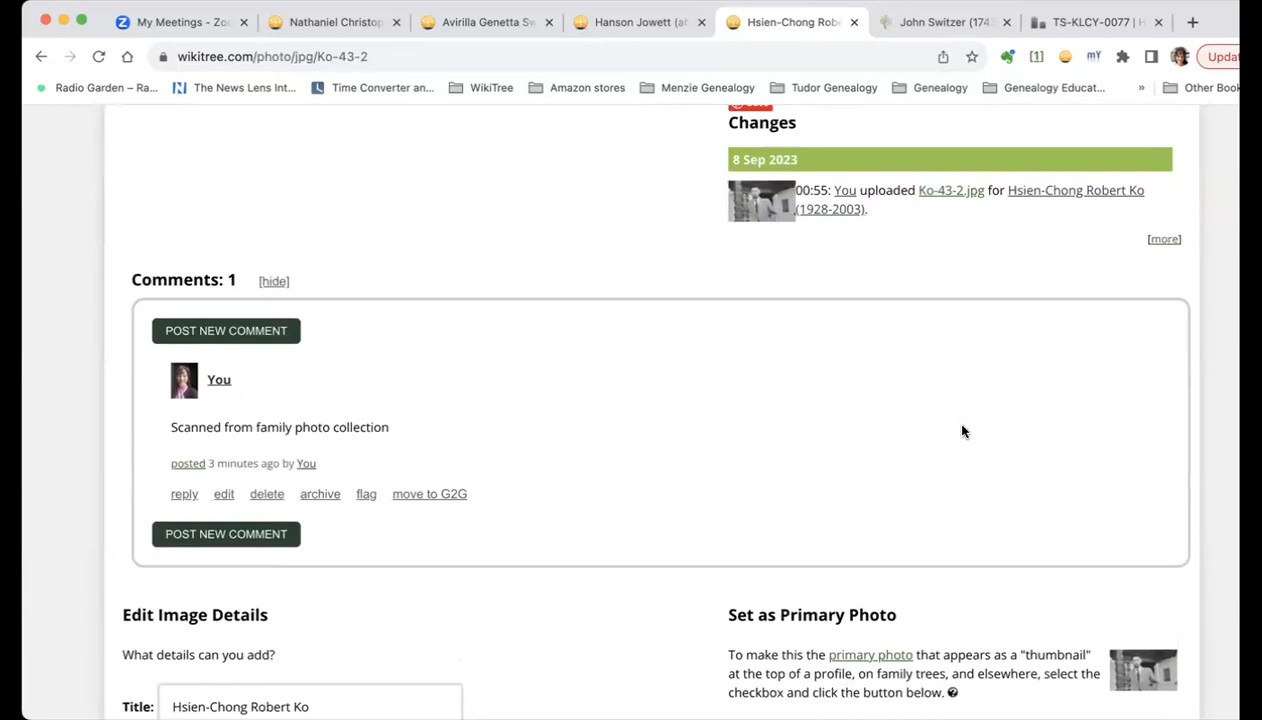 My Meetings - Zo
Nathaniel Christop
Avirilla Genetta Sw
Hanson Jowett (a
Hsien-Chong Rob
John Switzer (174
TS-KLCY-0077 | H
wikitree.com/photo/jpg/Ko-43-2
[1]
mY
Updat
Radio Garden – Ra...
The News Lens Int...
Time Converter an...
WikiTree
Amazon stores
Menzie Genealogy
Tudor Genealogy
Genealogy
Genealogy Educat...
»
Other Book
Changes
8 Sep 2023
00:55: You uploaded Ko-43-2.jpg for Hsien-Chong Robert Ko
(1928-2003).
[more]
Comments: 1 [hide]
POST NEW COMMENT
You
Scanned from family photo collection
posted 3 minutes ago by You
reply edit delete archive flag move to G2G
POST NEW COMMENT
Edit Image Details
What details can you add?
Title: Hsien-Chong Robert Ko
Set as Primary Photo
To make this the primary photo that appears as a "thumbnail"
at the top of a profile, on family trees, and elsewhere, select the
checkbox and click the button below.